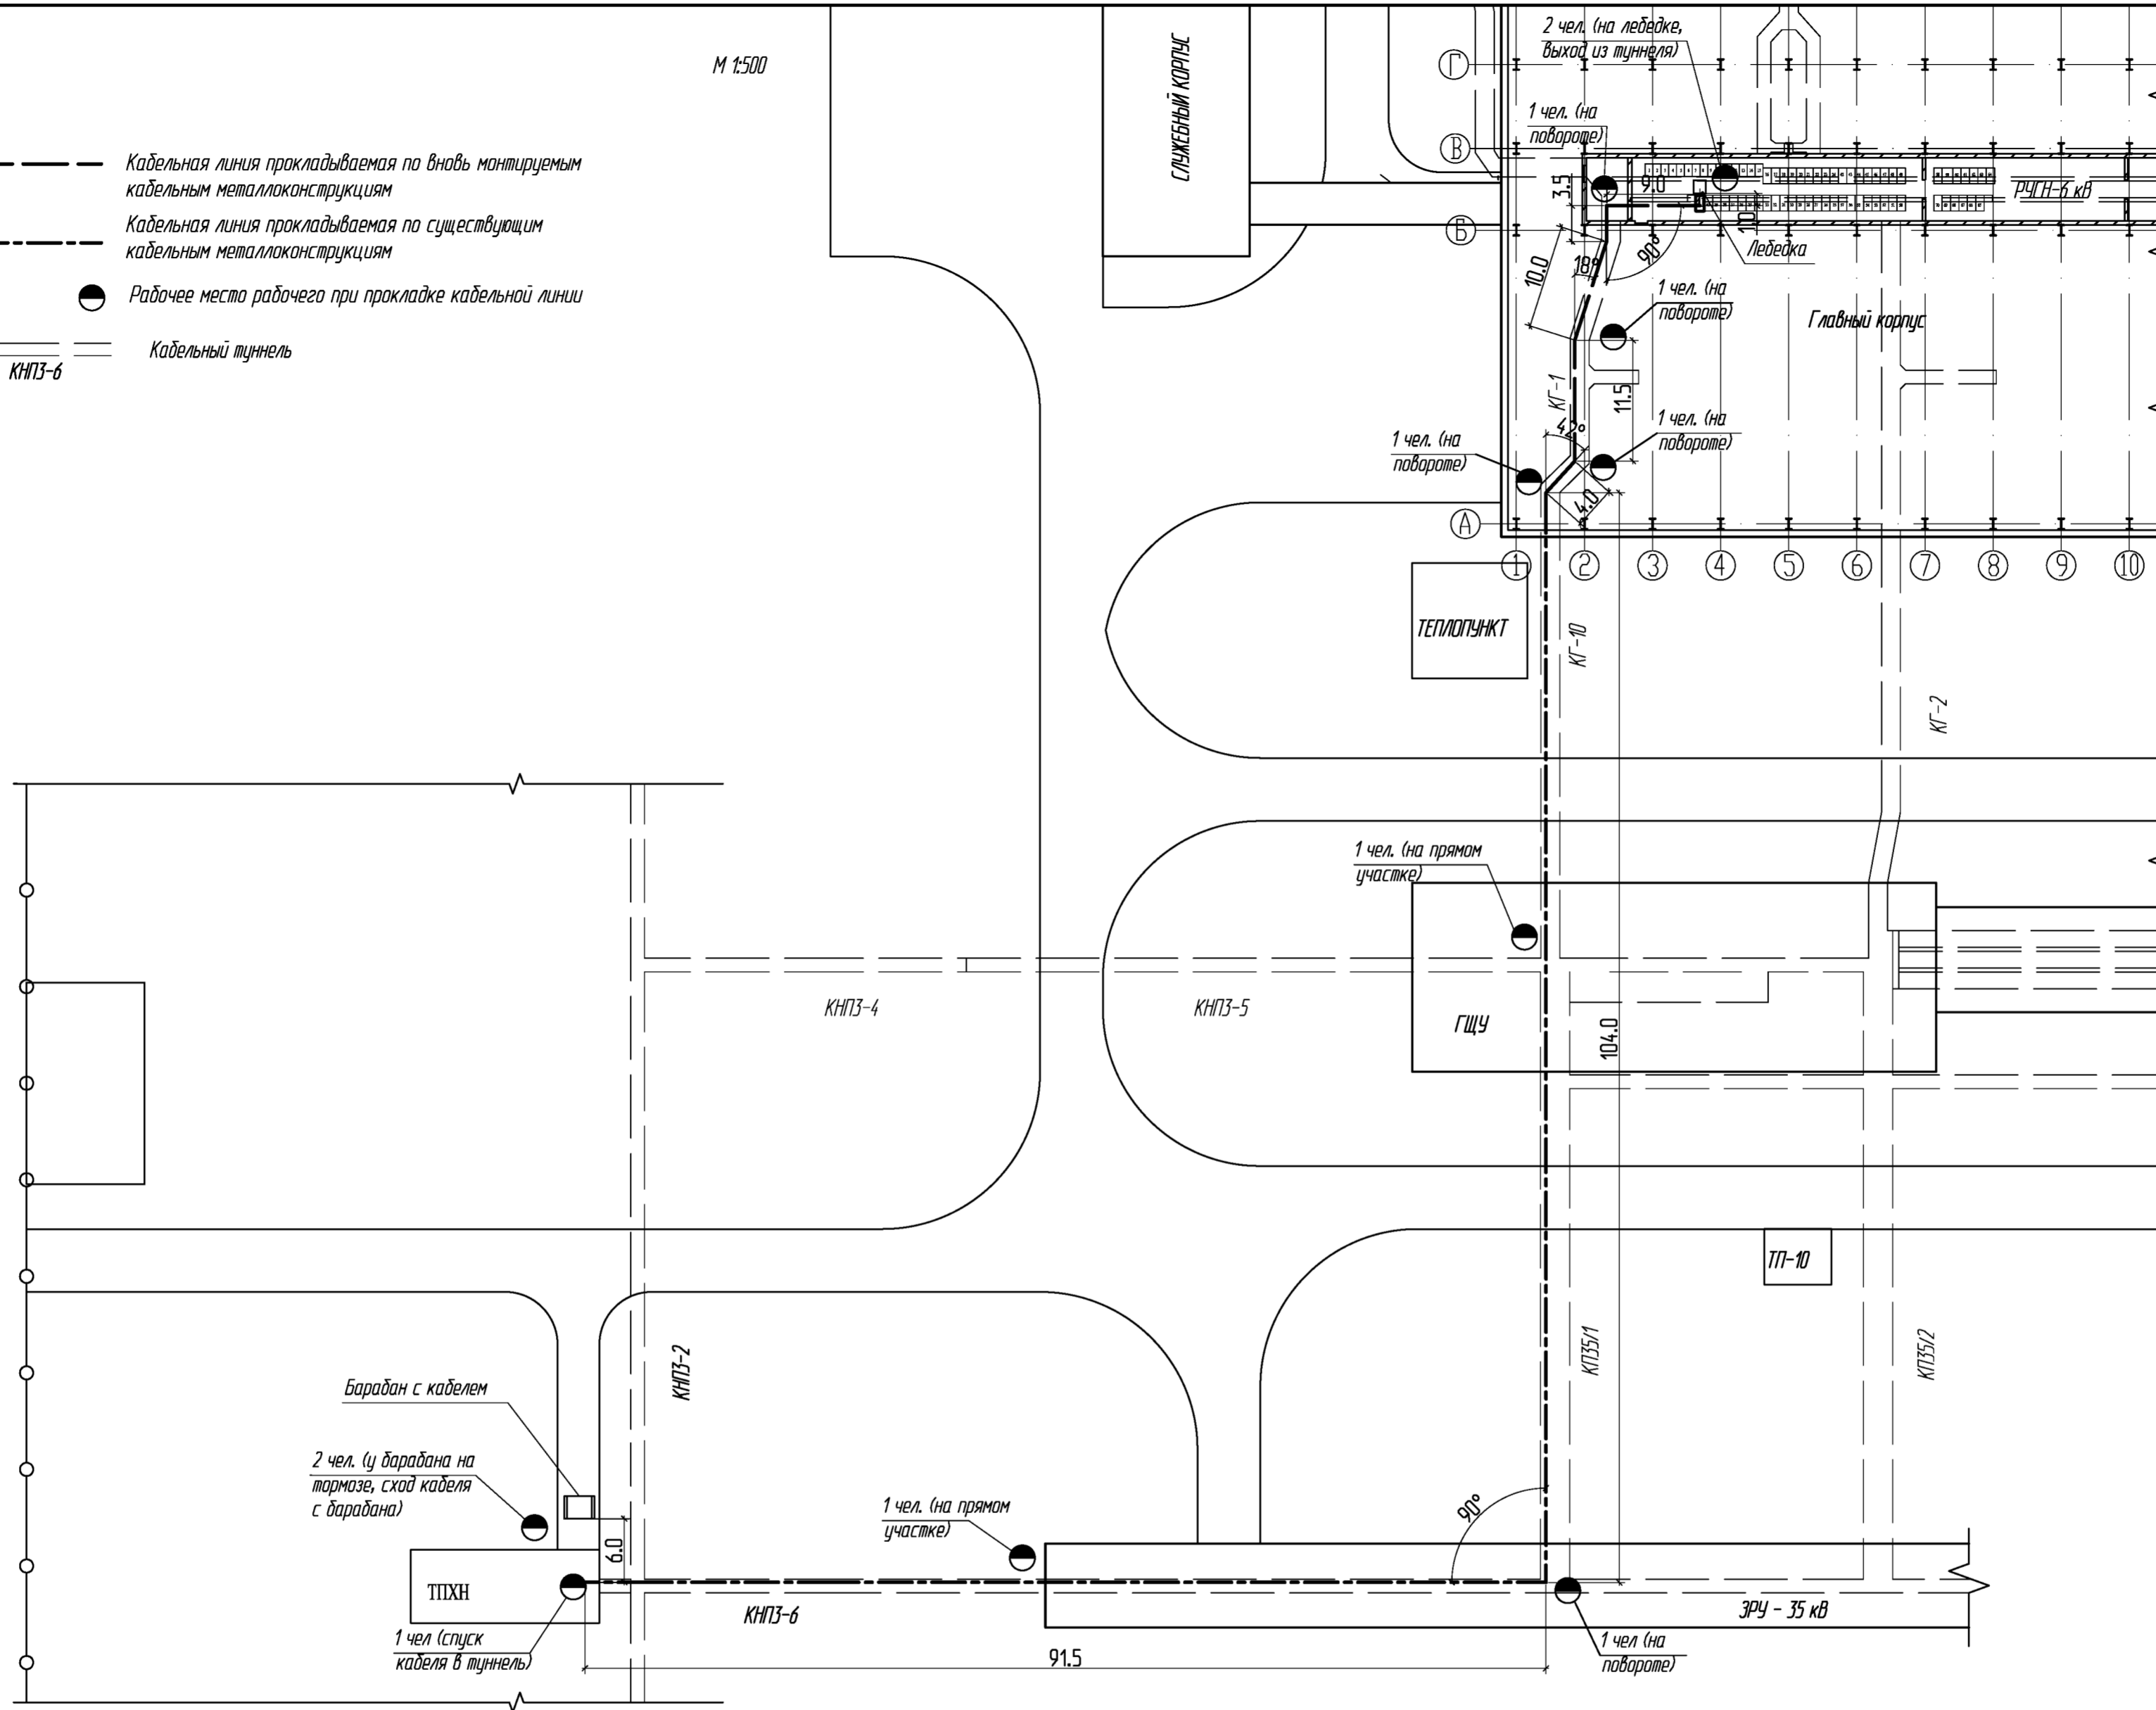 М 1:500
Кабельная линия прокладываемая по вновь монтируемым
кабельным металлоконструкциям
Кабельная линия прокладываемая по существующим
кабельным металлоконструкциям
Рабочее место рабочего при прокладке кабельной линии
Кабельный туннель
КНПЗ-6
СЛУЖЕБНЫЙ КОРПУС
2 чел. (на лебедке,
выход из туннеля)
Г
1 чел. (на
повороте)
В
3.5
9.0
РУСН-6 кВ
1.0
Б
90°
Лебедка
18°
10.0
1 чел. (на
повороте)
Главный корпус
КГ-1
11.5
42°
1 чел. (на
повороте)
1 чел. (на
повороте)
4.0
А
1
2
3
4
5
6
7
8
9
10
ТЕПЛОПУНКТ
КГ-10
КГ-2
1 чел. (на прямом
участке)
КНПЗ-4
КНПЗ-5
ГЩУ
104.0
ТП-10
КНПЗ-2
КП35/1
КП35/2
Барабан с кабелем
2 чел. (у барабана на
тормозе, сход кабеля
с барабана)
1 чел. (на прямом
участке)
90°
6.0
ТПХН
КНПЗ-6
ЗРУ - 35 кВ
1 чел (спуск
кабеля в туннель)
91.5
1 чел (на
повороте)